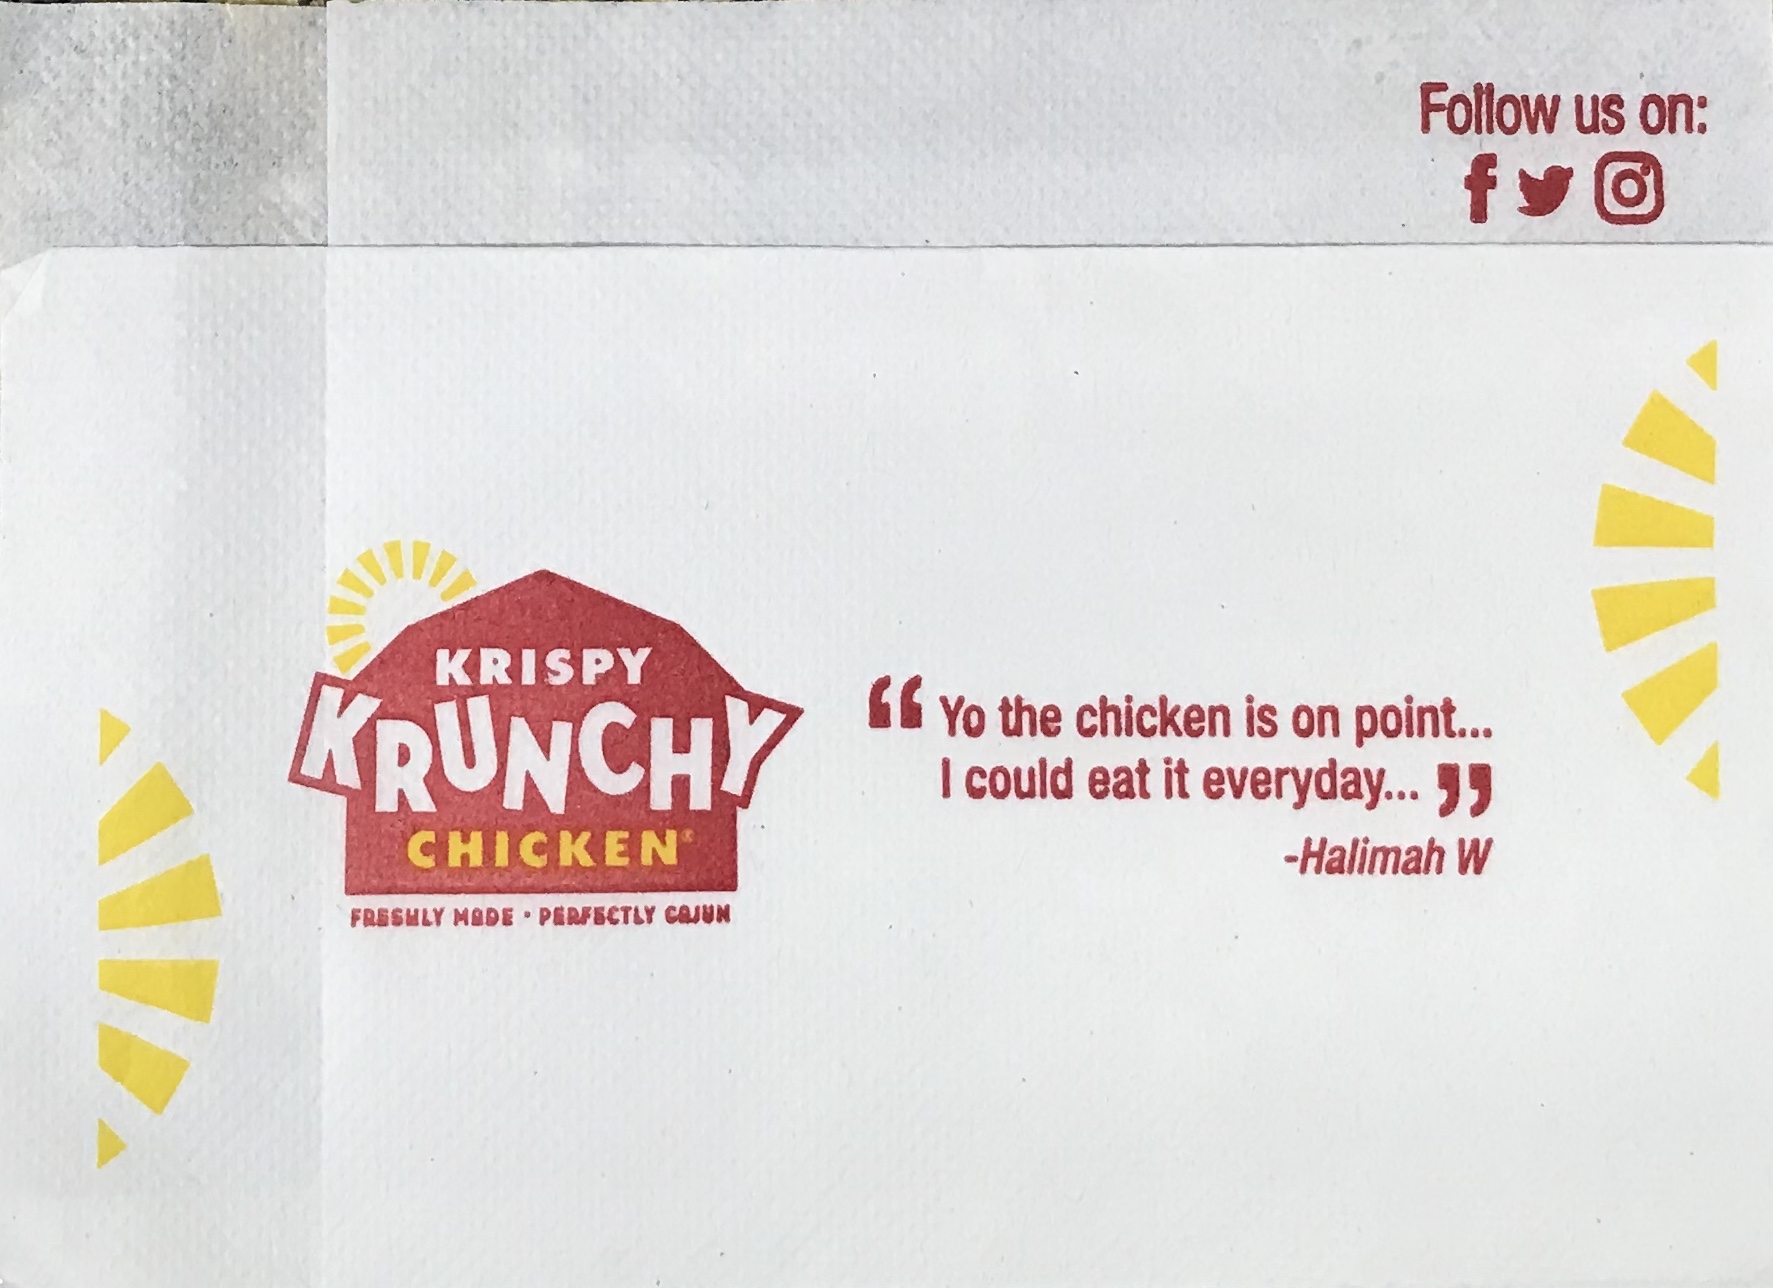 Follow us on:
KRISPY
KRUNCHY
CHICKEN®
FRESHLY MADE • PERFECTLY CAJUN
“Yo the chicken is on point...
I could eat it everyday...”
-Halimah W